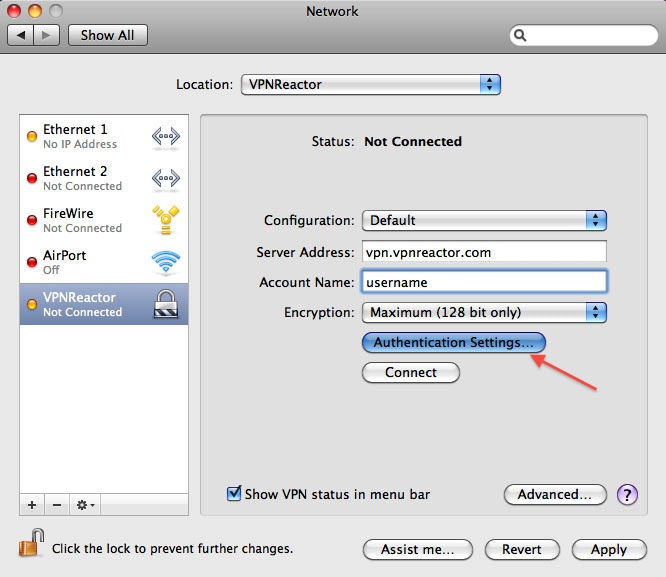 Network
Show All
Location: VPNReactor
Ethernet 1
No IP Address
Ethernet 2
Not Connected
FireWire
Not Connected
AirPort
Off
VPNReactor
Not Connected
Status: Not Connected
Configuration: Default
Server Address: vpn.vpnreactor.com
Account Name: username
Encryption: Maximum (128 bit only)
Authentication Settings...
Connect
Show VPN status in menu bar
Advanced...
?
+ −
Click the lock to prevent further changes.
Assist me...
Revert
Apply